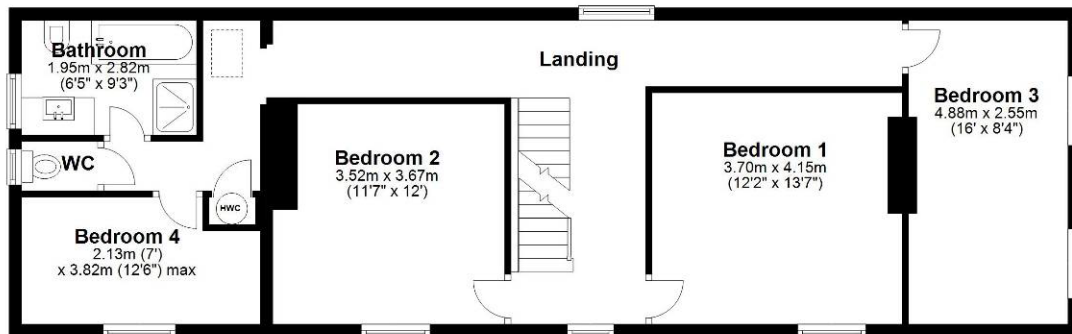 Bathroom
1.95m x 2.82m
(6'5" x 9'3")
Landing
Bedroom 3
4.88m x 2.55m
(16' x 8'4")
WC
Bedroom 2
3.52m x 3.67m
(11'7" x 12')
Bedroom 1
3.70m x 4.15m
(12'2" x 13'7")
HWC
Bedroom 4
2.13m (7')
x 3.82m (12'6") max